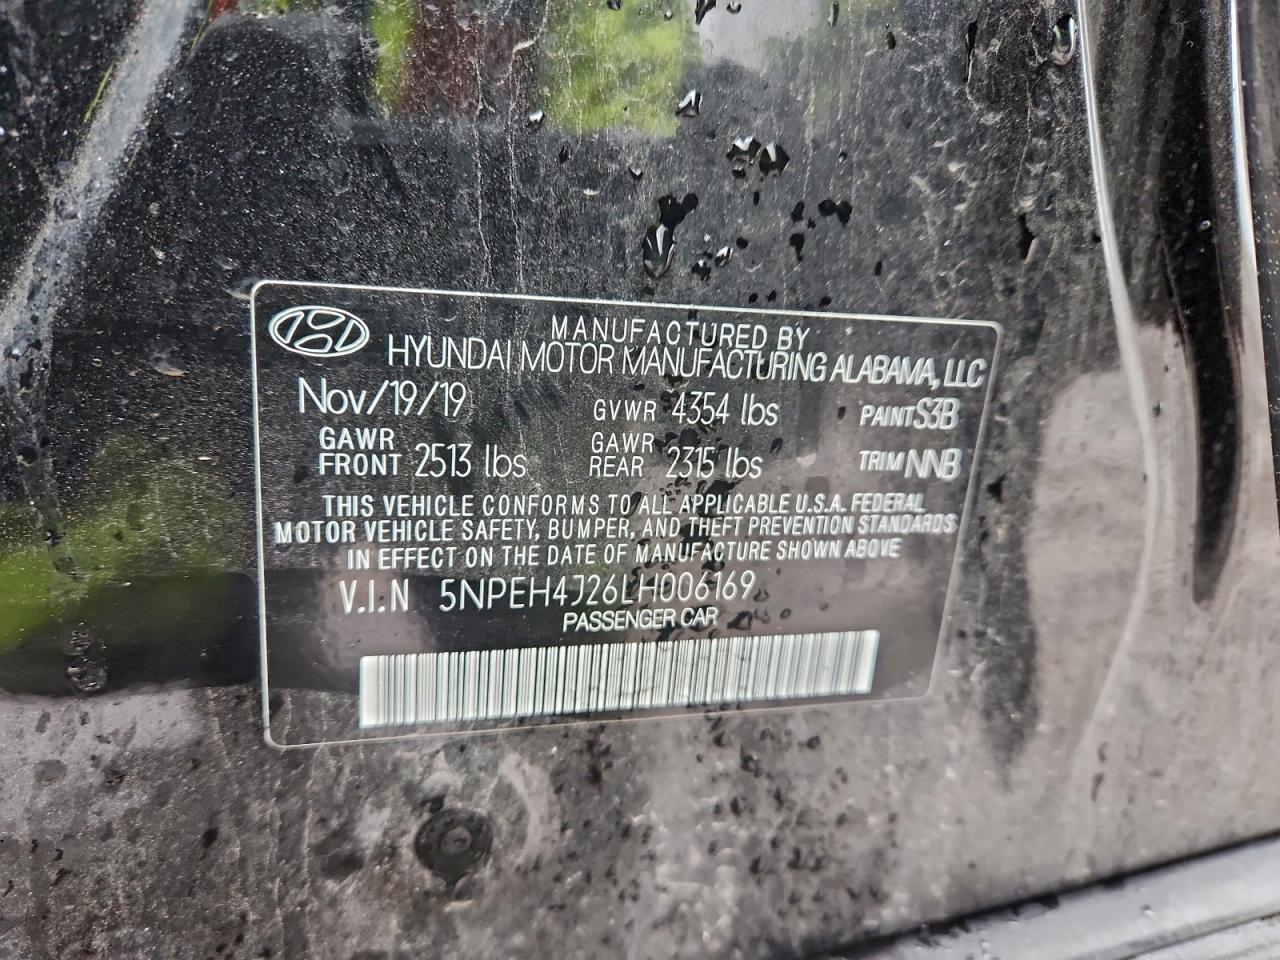 MANUFACTURED BY
HYUNDAI MOTOR MANUFACTURING ALABAMA, LLC
Nov/19/19 GVWR 4354 lbs PAINT S3B
GAWR FRONT 2513 lbs GAWR REAR 2315 lbs TRIM NNB
THIS VEHICLE CONFORMS TO ALL APPLICABLE U.S.A. FEDERAL
MOTOR VEHICLE SAFETY, BUMPER, AND THEFT PREVENTION STANDARDS
IN EFFECT ON THE DATE OF MANUFACTURE SHOWN ABOVE
V.I.N 5NPEH4J26LH006169
PASSENGER CAR